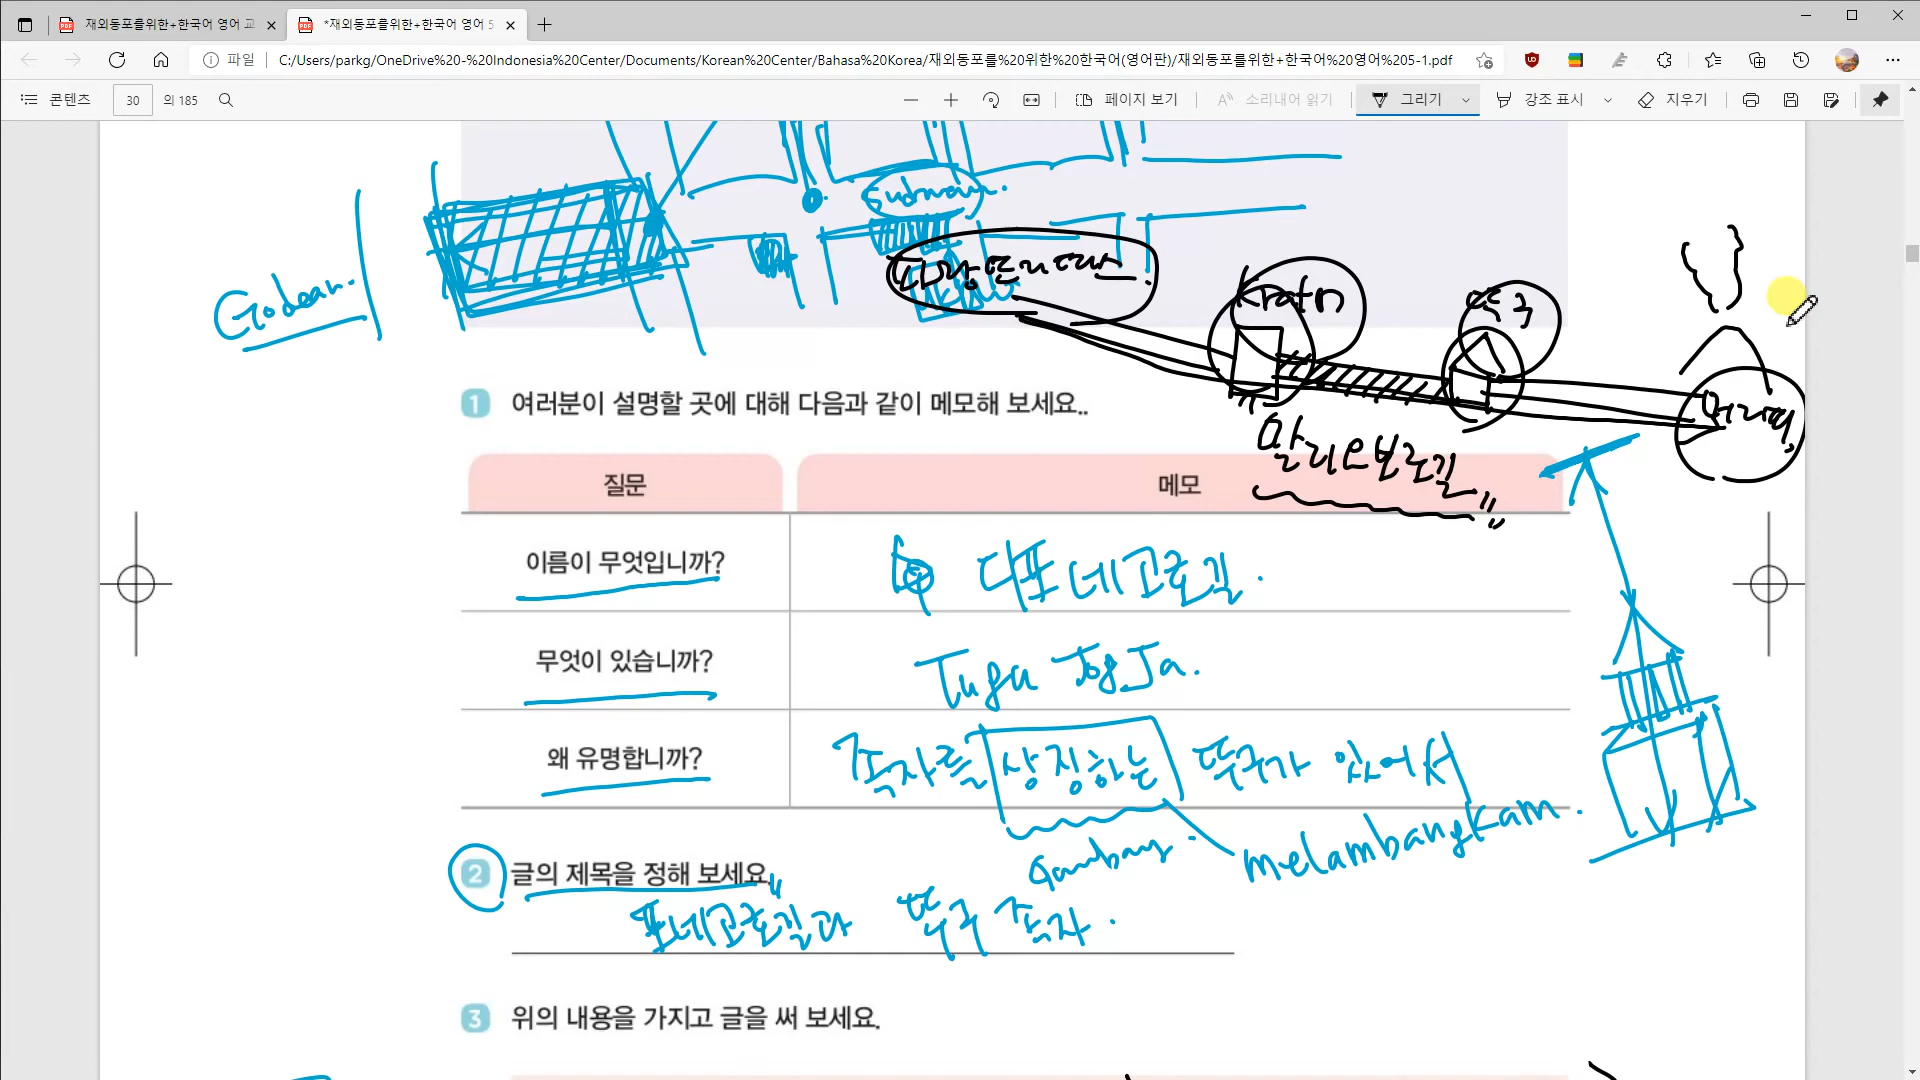 재외동포를위한+한국어 영어 교
*재외동포를위한+한국어 영어 5
파일
C:/Users/parkg/OneDrive%20-%20Indonesia%20Center/Documents/Korean%20Center/Bahasa%20Korea/재외동포를%20위한%20한국어(영어판)/재외동포를위한+한국어%20영어%205-1.pdf
콘텐츠
30
의 185
페이지 보기
소리내어 읽기
그리기
강조 표시
지우기
Godean.
Kraton
뚜구
말리오보로길
1 여러분이 설명할 곳에 대해 다음과 같이 메모해 보세요..
질문 메모
이름이 무엇입니까? 디포네고로길.
무엇이 있습니까? Tugu Jogja.
왜 유명합니까? 족자를 상징하는 뚜구가 있어서
melambangkan.
2 글의 제목을 정해 보세요.
포네고로길과 뚜구 족자.
3 위의 내용을 가지고 글을 써 보세요.